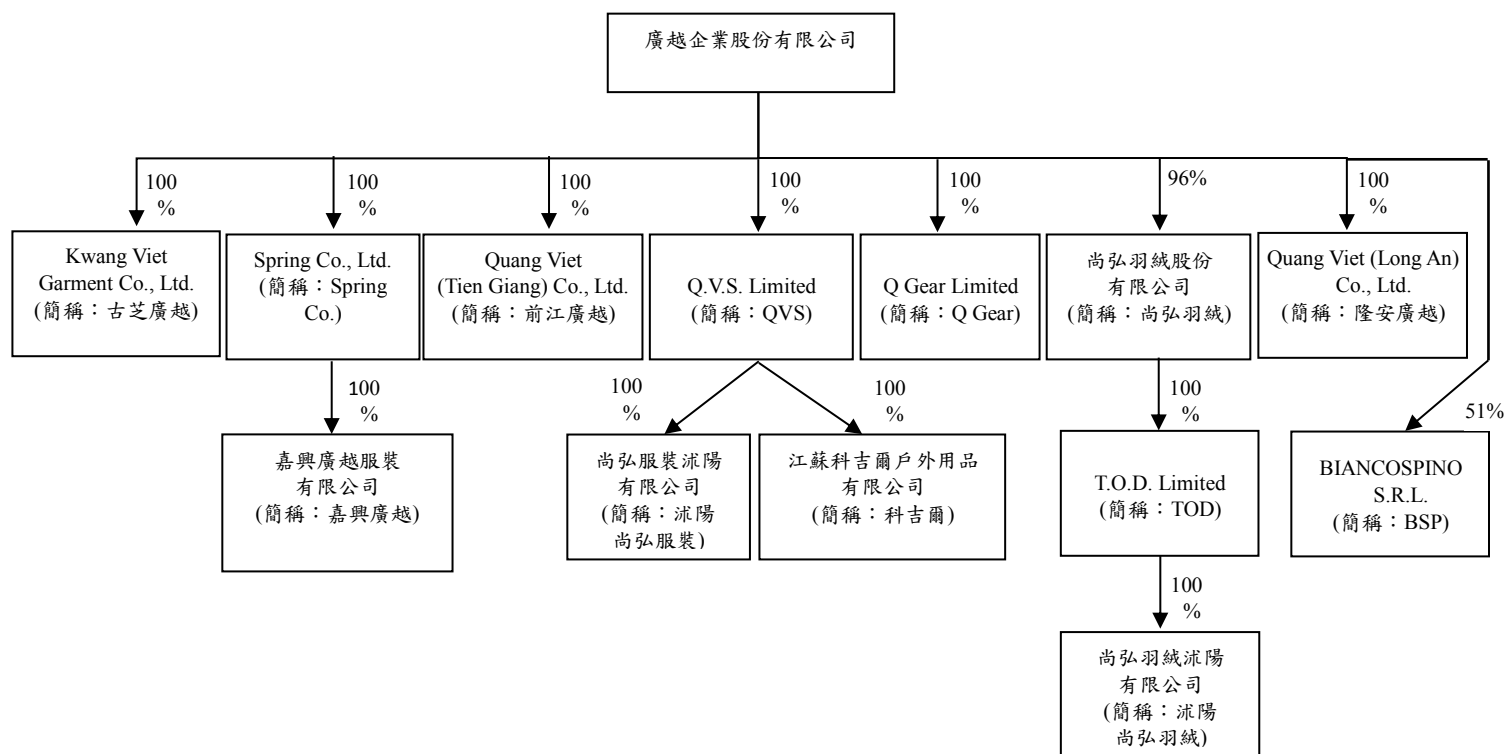 廣越企業股份有限公司
100
%
100
%
100
%
100
%
100
%
96%
100
%
Kwang Viet
Garment Co., Ltd.
(簡稱：古芝廣越)
Spring Co., Ltd.
(簡稱：Spring
Co.)
Quang Viet
(Tien Giang) Co., Ltd.
(簡稱：前江廣越)
Q.V.S. Limited
(簡稱：QVS)
Q Gear Limited
(簡稱：Q Gear)
尚弘羽絨股份
有限公司
(簡稱：尚弘羽絨)
Quang Viet (Long An)
Co., Ltd.
(簡稱：隆安廣越)
100
%
100
%
100
%
100
%
51%
嘉興廣越服裝
有限公司
(簡稱：嘉興廣越)
尚弘服裝沭陽
有限公司
(簡稱：沭陽
尚弘服裝)
江蘇科吉爾戶外用品
有限公司
(簡稱：科吉爾)
T.O.D. Limited
(簡稱：TOD)
BIANCOSPINO
S.R.L.
(簡稱：BSP)
100
%
尚弘羽絨沭陽
有限公司
(簡稱：沭陽
尚弘羽絨)